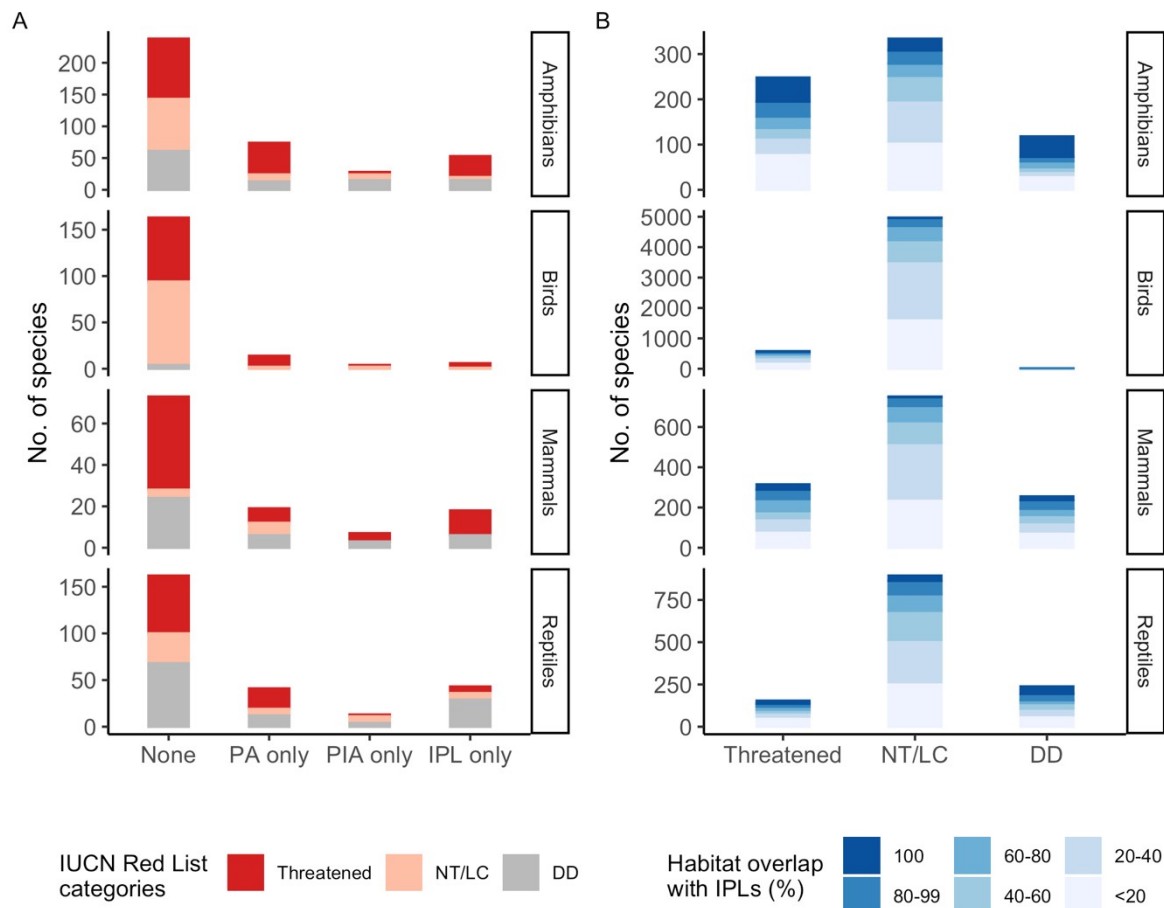 A
No. of species
200
150
100
50
0
Amphibians
150
100
50
0
Birds
60
40
20
0
Mammals
150
100
50
0
Reptiles
None PA only PIA only IPL only
IUCN Red List
categories
Threatened NT/LC DD
B
No. of species
300
200
100
0
Amphibians
5000
4000
3000
2000
1000
0
Birds
600
400
200
0
Mammals
750
500
250
0
Reptiles
Threatened NT/LC DD
Habitat overlap
with IPLs (%)
100 60-80 20-40
80-99 40-60 <20